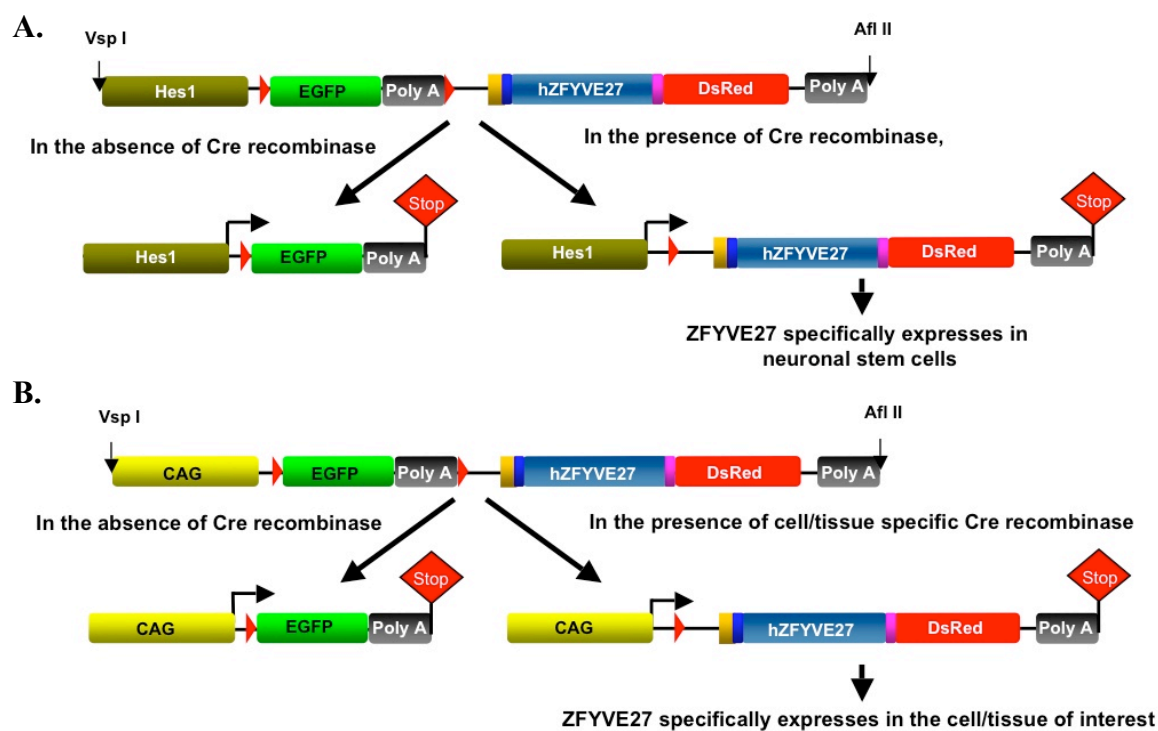 A.
Vsp I
Afl II
Hes1
EGFP
Poly A
hZFYVE27
DsRed
Poly A
In the absence of Cre recombinase
In the presence of Cre recombinase,
Stop
Stop
Hes1
EGFP
Poly A
Hes1
hZFYVE27
DsRed
Poly A
ZFYVE27 specifically expresses in
neuronal stem cells
B.
Vsp I
Afl II
CAG
EGFP
Poly A
hZFYVE27
DsRed
Poly A
In the absence of Cre recombinase
In the presence of cell/tissue specific Cre recombinase
Stop
Stop
CAG
EGFP
Poly A
CAG
hZFYVE27
DsRed
Poly A
ZFYVE27 specifically expresses in the cell/tissue of interest